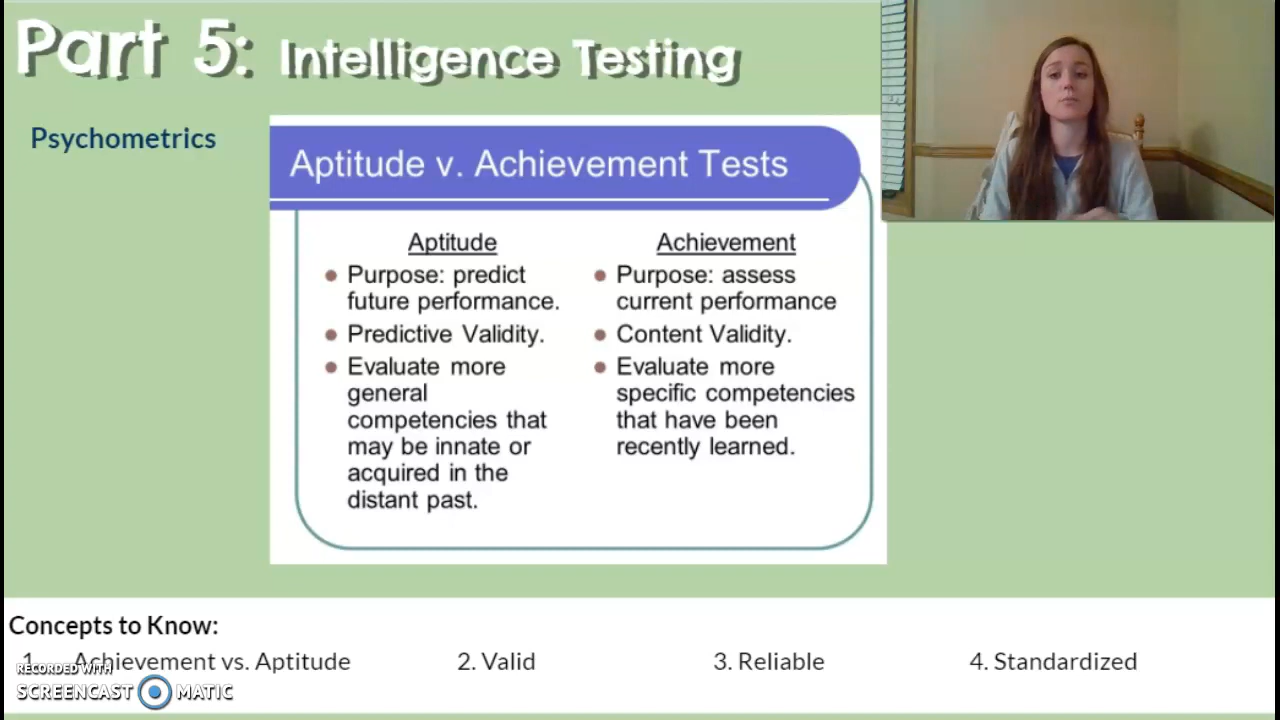 Part 5: Intelligence Testing
Psychometrics
Aptitude v. Achievement Tests
Aptitude
Purpose: predict
future performance.
Predictive Validity.
Evaluate more
general
competencies that
may be innate or
acquired in the
distant past.
Achievement
Purpose: assess
current performance
Content Validity.
Evaluate more
specific competencies
that have been
recently learned.
Concepts to Know:
1. Achievement vs. Aptitude 2. Valid 3. Reliable 4. Standardized
RECORDED WITH
SCREENCAST MATIC